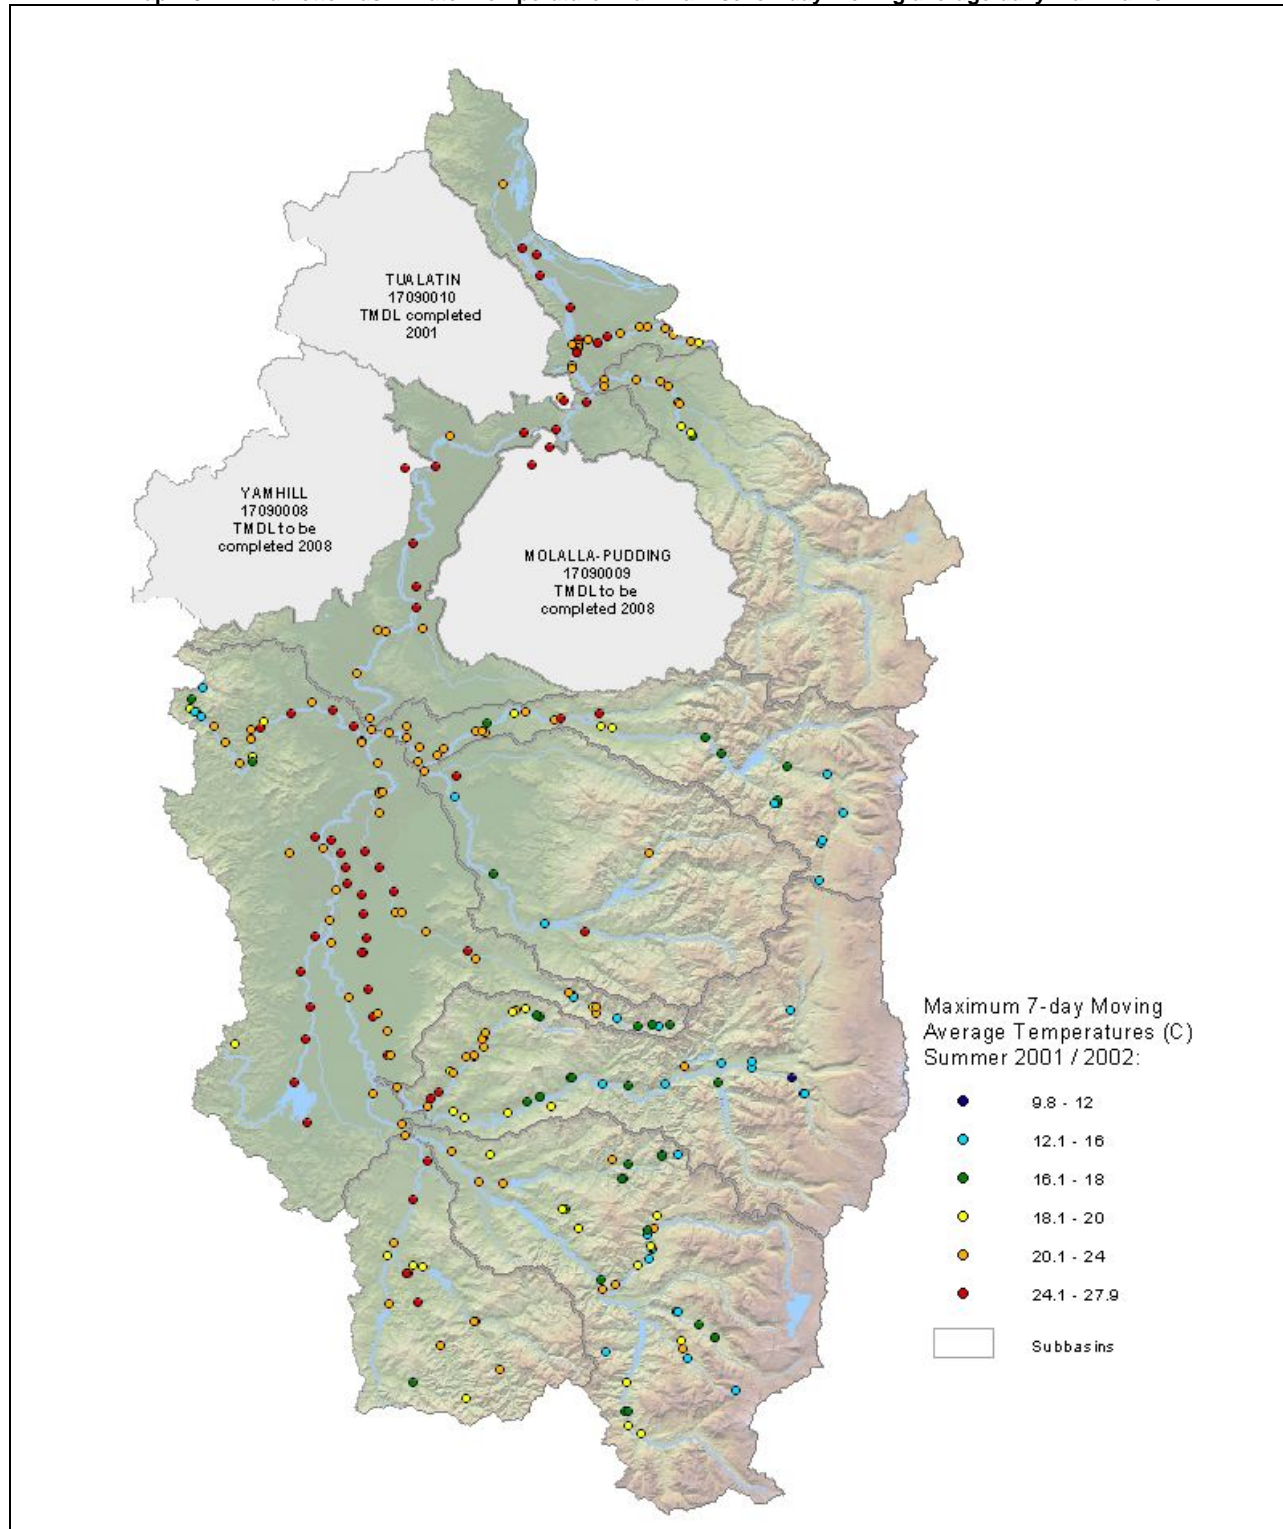 TUALATIN
17090010
TMDL completed
2001
YAMHILL
17090008
TMDL to be
completed 2008
MOLALLA-PUDDING
17090009
TMDL to be
completed 2008
Maximum 7-day Moving
Average Temperatures (C)
Summer 2001 / 2002:
9.8 - 12
12.1 - 16
16.1 - 18
18.1 - 20
20.1 - 24
24.1 - 27.9
Subbasins